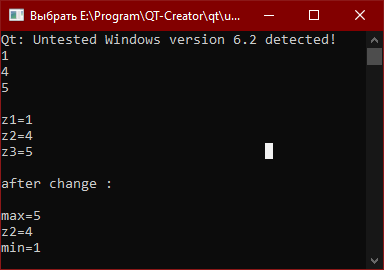 Выбрать E:\Program\QT-Creator\qt\u...
Qt: Untested Windows version 6.2 detected!
1
4
5
z1=1
z2=4
z3=5
after change :
max=5
z2=4
min=1